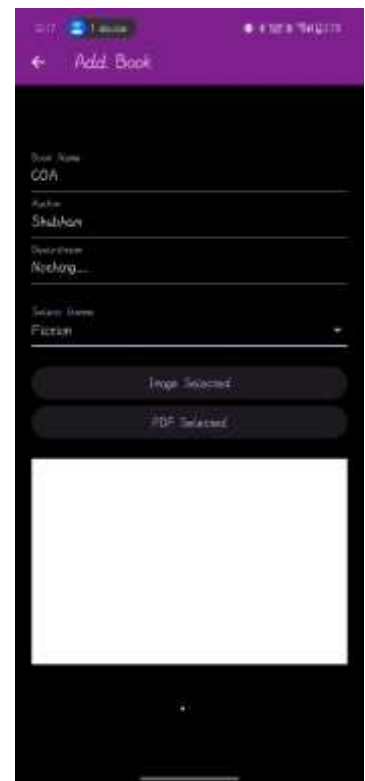 Add Book
Book Name
COA
Author
Shubham
Description
Nothing....
Select Genre
Fiction
Image Selected
PDF Selected